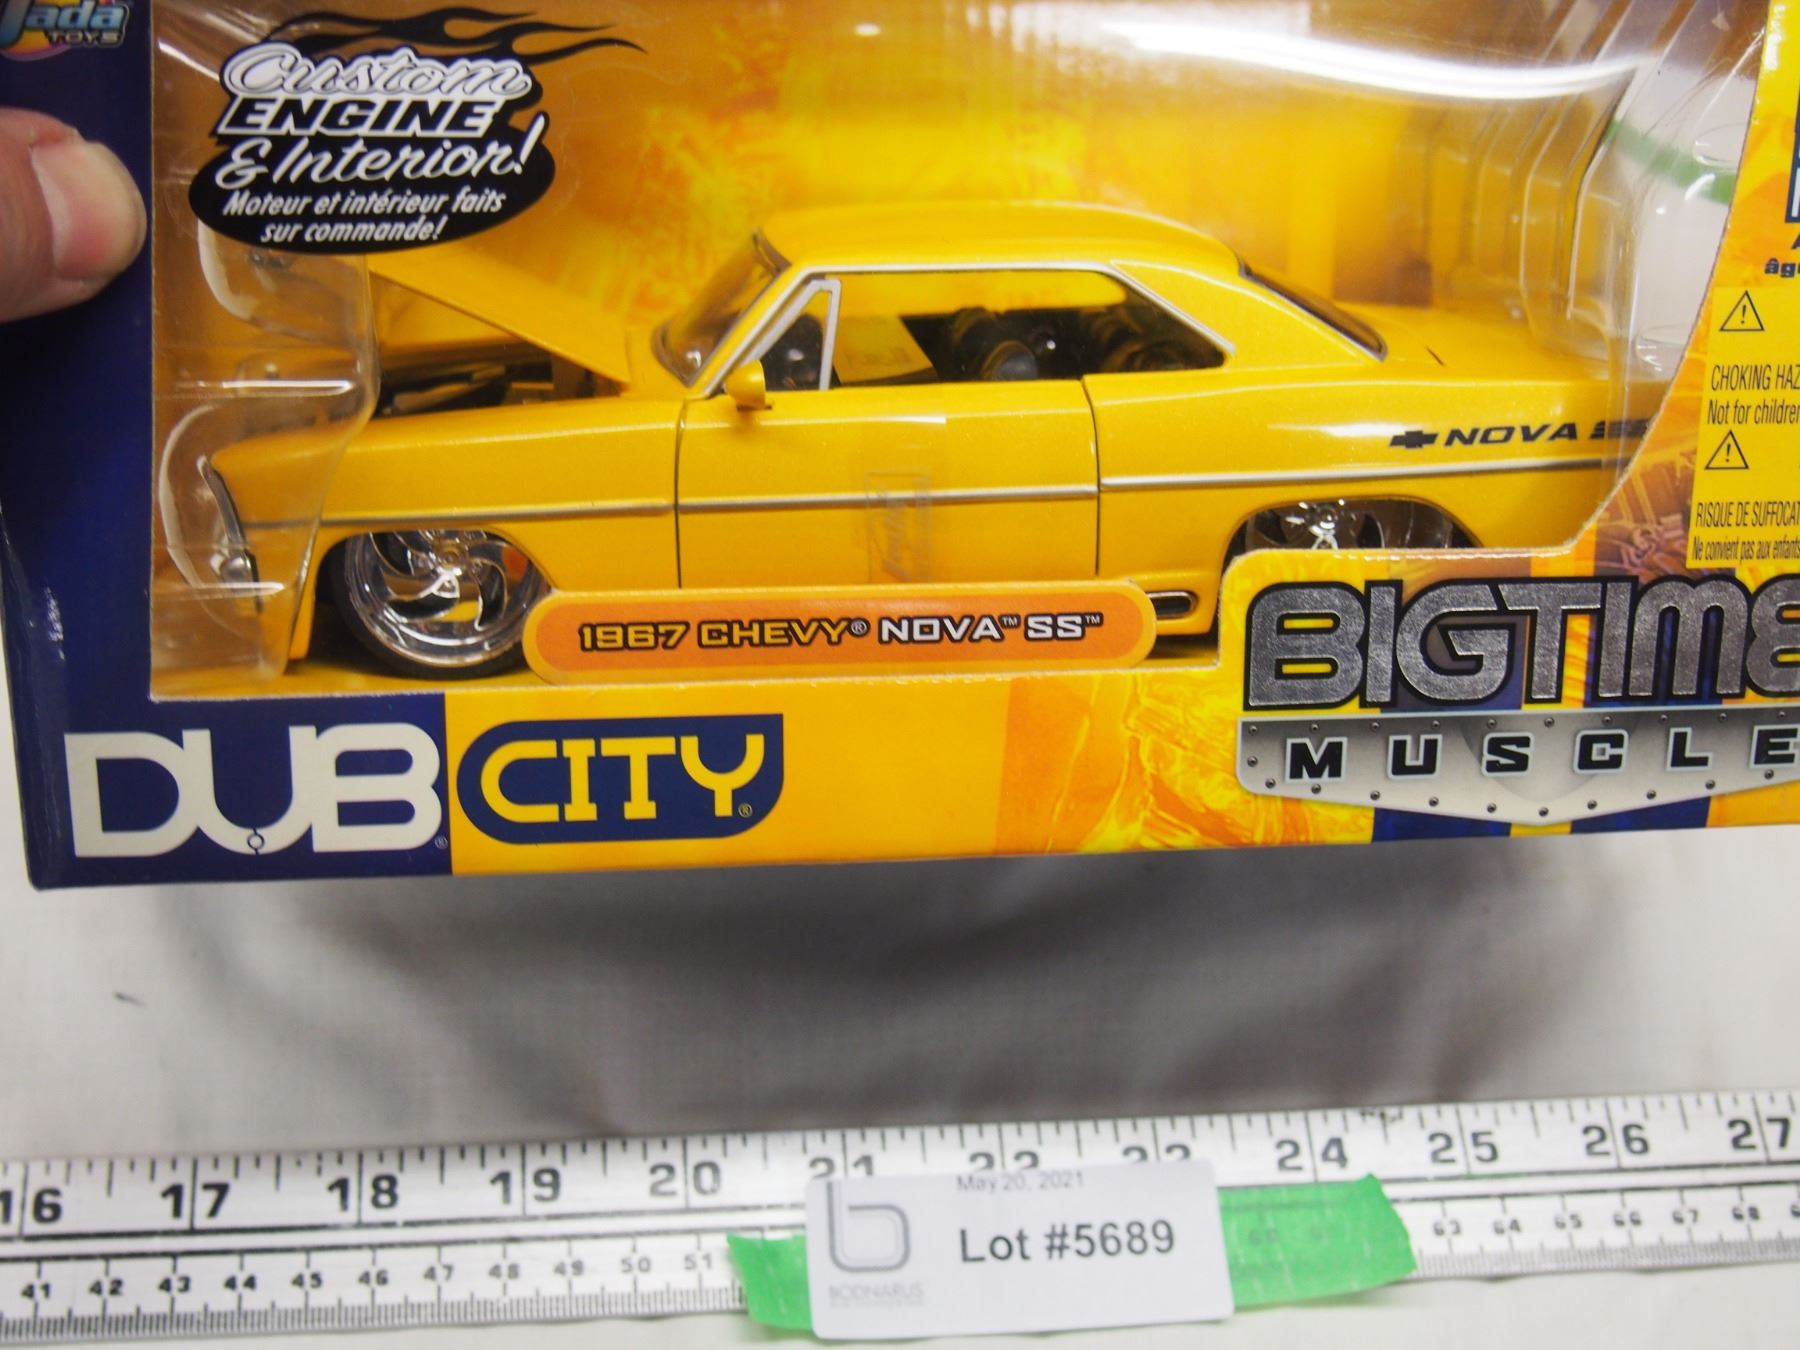 Jada
TOYS
Custom
ENGINE
& Interior!
Moteur et intérieur faits
sur commande!
NOVA SS
CHOKING HAZ
Not for children
RISQUE DE SUFFOCAT
Ne convient pas aux enfants
1967 CHEVY® NOVA™ SS™
BIGTIME
MUSCLE
DUB® CITY®
16 17 18 19 20 21 22 23 24 25 26 27
41 42 43 44 45 46 47 48 49 50 51 63 64 65 66 67 68
May 20, 2021
Lot #5689
BODNARUS